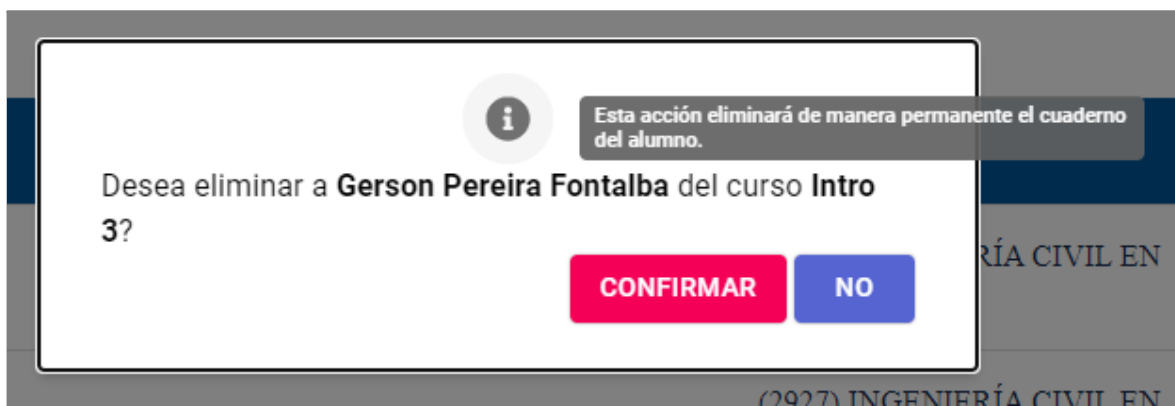 Esta acción eliminará de manera permanente el cuaderno
del alumno.
Desea eliminar a Gerson Pereira Fontalba del curso Intro
3?
CONFIRMAR NO
RÍA CIVIL EN
(2927) INGENIERÍA CIVIL EN